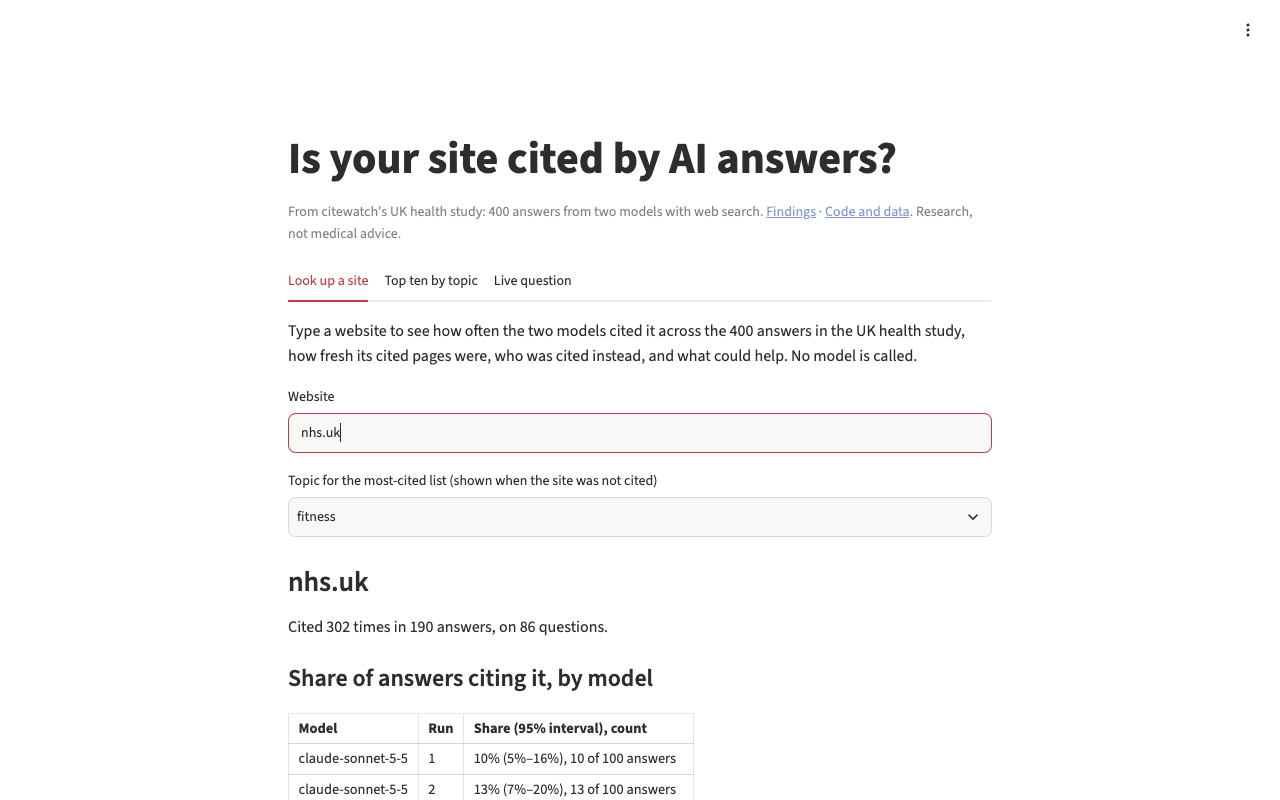 Is your site cited by AI answers?
From citewatch's UK health study: 400 answers from two models with web search. Findings · Code and data. Research,
not medical advice.
Look up a site Top ten by topic Live question
Type a website to see how often the two models cited it across the 400 answers in the UK health study,
how fresh its cited pages were, who was cited instead, and what could help. No model is called.
Website
nhs.uk
Topic for the most-cited list (shown when the site was not cited)
fitness
nhs.uk
Cited 302 times in 190 answers, on 86 questions.
Share of answers citing it, by model
Model Run Share (95% interval), count
claude-sonnet-5-5 1 10% (5%–16%), 10 of 100 answers
claude-sonnet-5-5 2 13% (7%–20%), 13 of 100 answers